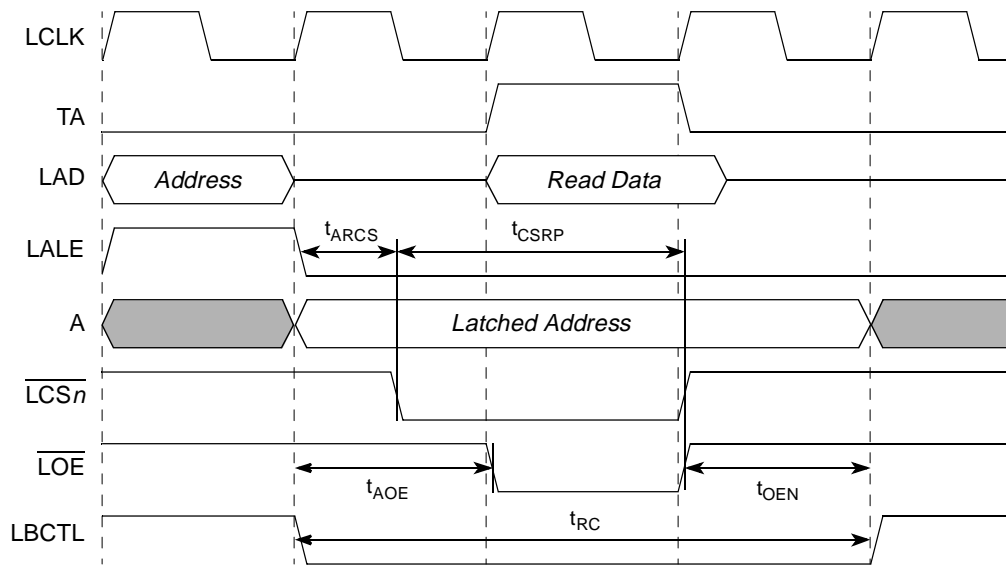 LCLK
TA
LAD Address Read Data
tARCS tCSRP
LALE
A Latched Address
LCSn
LOE
tAOE tOEN
tRC
LBCTL